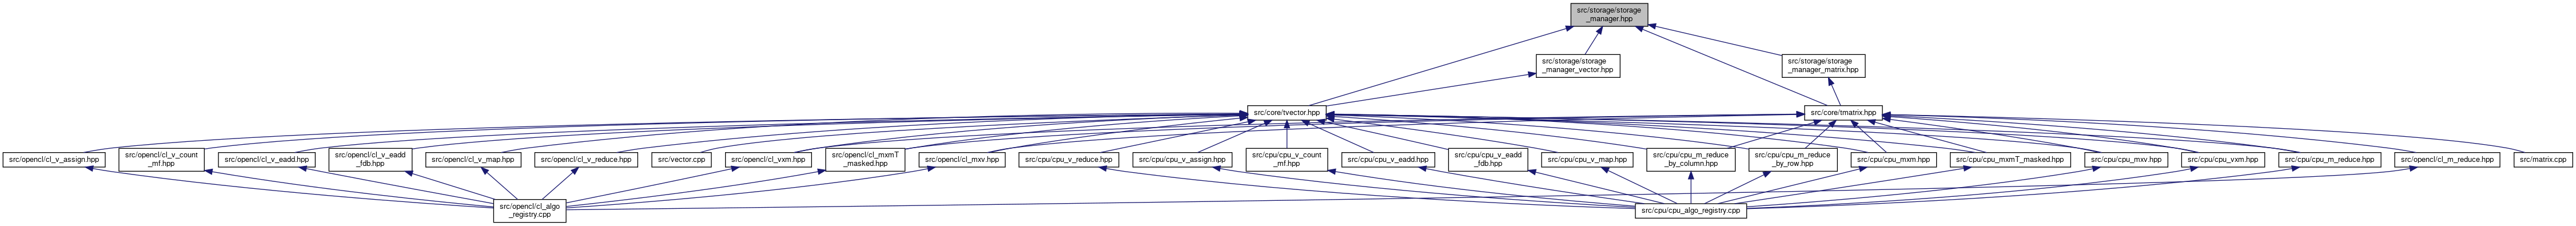 src/storage/storage
_manager.hpp
src/storage/storage
_manager_vector.hpp
src/storage/storage
_manager_matrix.hpp
src/core/tvector.hpp
src/core/tmatrix.hpp
src/opencl/cl_v_assign.hpp
src/opencl/cl_v_count
_mf.hpp
src/opencl/cl_v_eadd.hpp
src/opencl/cl_v_eadd
_fdb.hpp
src/opencl/cl_v_map.hpp
src/opencl/cl_v_reduce.hpp
src/vector.cpp
src/opencl/cl_vxm.hpp
src/opencl/cl_mxmT
_masked.hpp
src/opencl/cl_mxv.hpp
src/cpu/cpu_v_reduce.hpp
src/cpu/cpu_v_assign.hpp
src/cpu/cpu_v_count
_mf.hpp
src/cpu/cpu_v_eadd.hpp
src/cpu/cpu_v_eadd
_fdb.hpp
src/cpu/cpu_v_map.hpp
src/cpu/cpu_m_reduce
_by_column.hpp
src/cpu/cpu_m_reduce
_by_row.hpp
src/cpu/cpu_mxm.hpp
src/cpu/cpu_mxmT_masked.hpp
src/cpu/cpu_mxv.hpp
src/cpu/cpu_vxm.hpp
src/cpu/cpu_m_reduce.hpp
src/opencl/cl_m_reduce.hpp
src/matrix.cpp
src/opencl/cl_algo
_registry.cpp
src/cpu/cpu_algo_registry.cpp